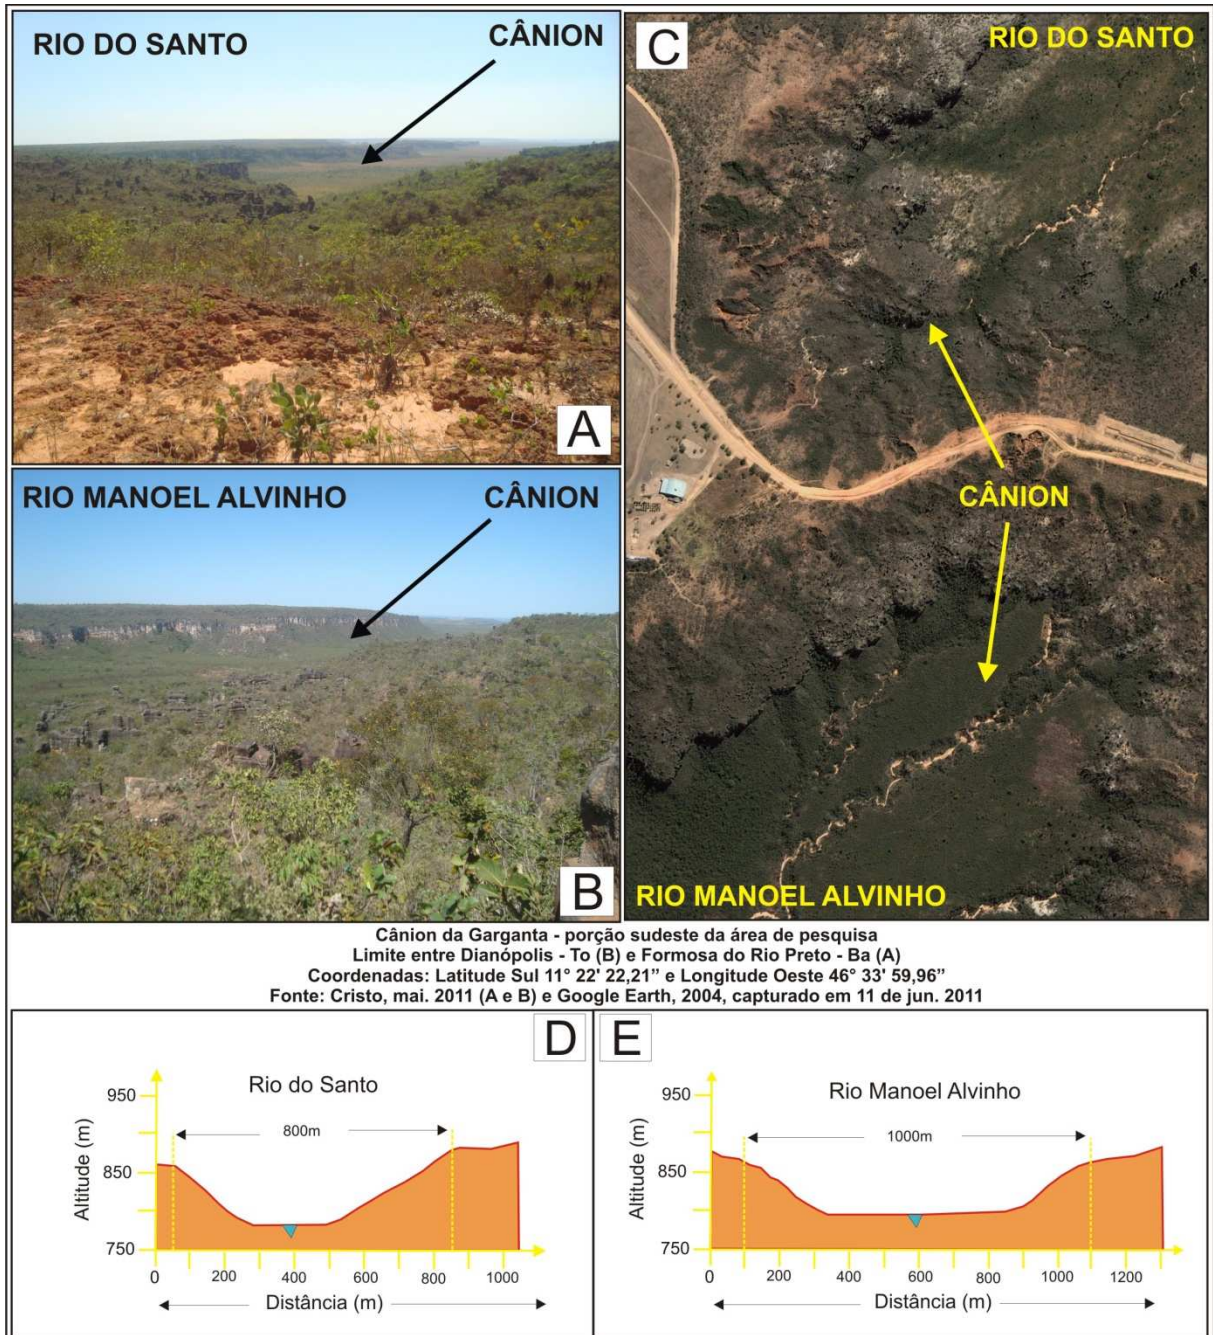 RIO DO SANTO
CÂNION
A
RIO MANOEL ALVINHO
CÂNION
B
C
RIO DO SANTO
CÂNION
RIO MANOEL ALVINHO
Cânion da Garganta - porção sudeste da área de pesquisa
Limite entre Dianópolis - To (B) e Formosa do Rio Preto - Ba (A)
Coordenadas: Latitude Sul 11° 22' 22,21” e Longitude Oeste 46° 33' 59,96”
Fonte: Cristo, mai. 2011 (A e B) e Google Earth, 2004, capturado em 11 de jun. 2011
D
Rio do Santo
800m
Altitude (m)
950
850
750
0 200 400 600 800 1000
Distância (m)
E
Rio Manoel Alvinho
1000m
Altitude (m)
950
850
750
0 200 400 600 800 1000 1200
Distância (m)